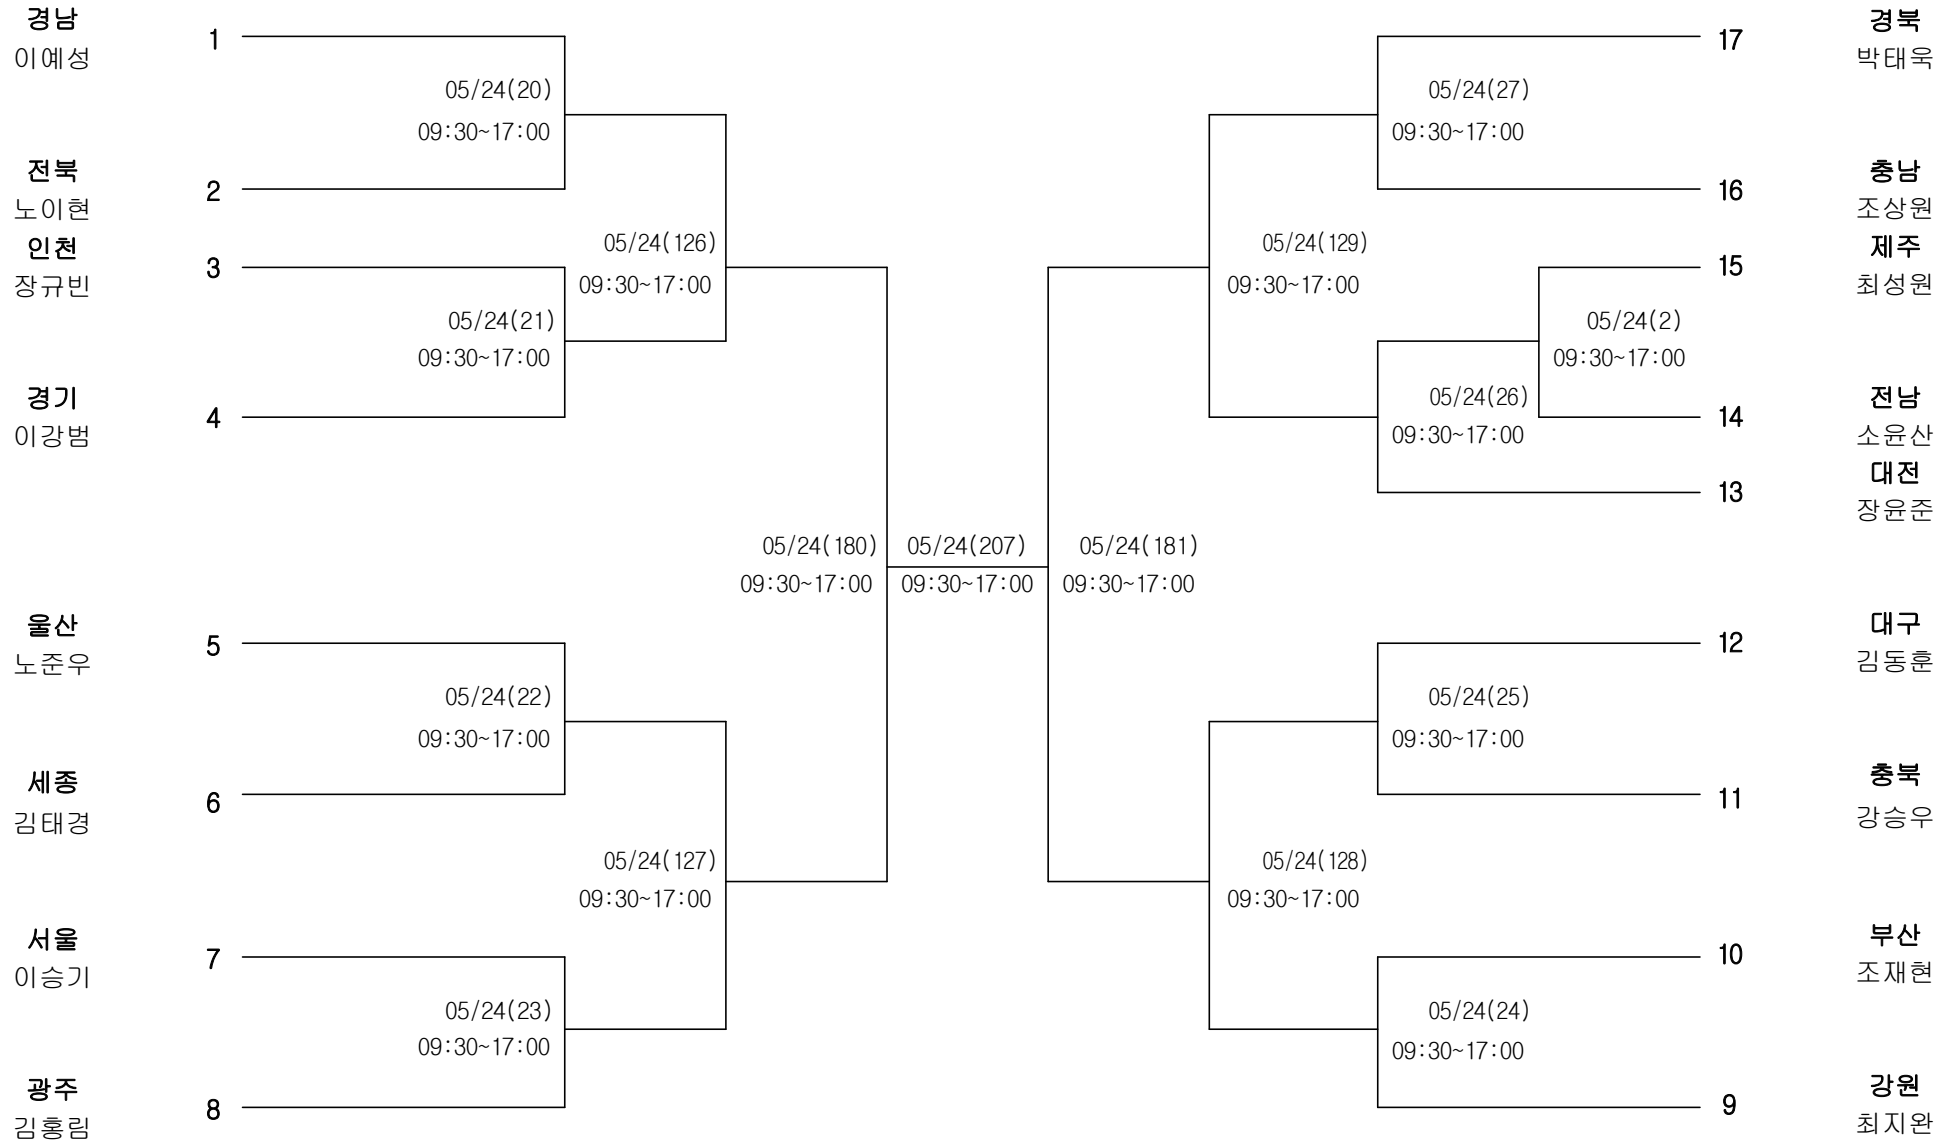 경남
이예성
1
05/24(20)
09:30~17:00
전북
노이현
2
인천
장규빈
3
05/24(126)
09:30~17:00
05/24(21)
09:30~17:00
경기
이강범
4
05/24(180)
09:30~17:00
울산
노준우
5
05/24(22)
09:30~17:00
세종
김태경
6
05/24(127)
09:30~17:00
서울
이승기
7
05/24(23)
09:30~17:00
광주
김홍림
8
05/24(207)
09:30~17:00
경북
박태욱
17
05/24(27)
09:30~17:00
충남
조상원
16
05/24(129)
09:30~17:00
제주
최성원
15
05/24(2)
09:30~17:00
전남
소윤산
14
05/24(26)
09:30~17:00
대전
장윤준
13
05/24(181)
09:30~17:00
대구
김동훈
12
05/24(25)
09:30~17:00
충북
강승우
11
05/24(128)
09:30~17:00
부산
조재현
10
05/24(24)
09:30~17:00
강원
최지완
9